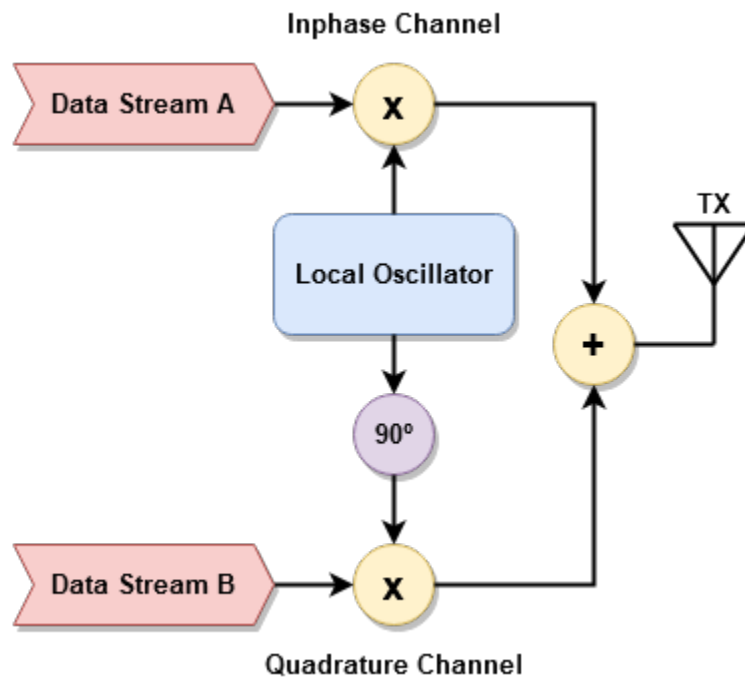 Inphase Channel
Data Stream A
x
TX
Local Oscillator
+
90º
Data Stream B
x
Quadrature Channel